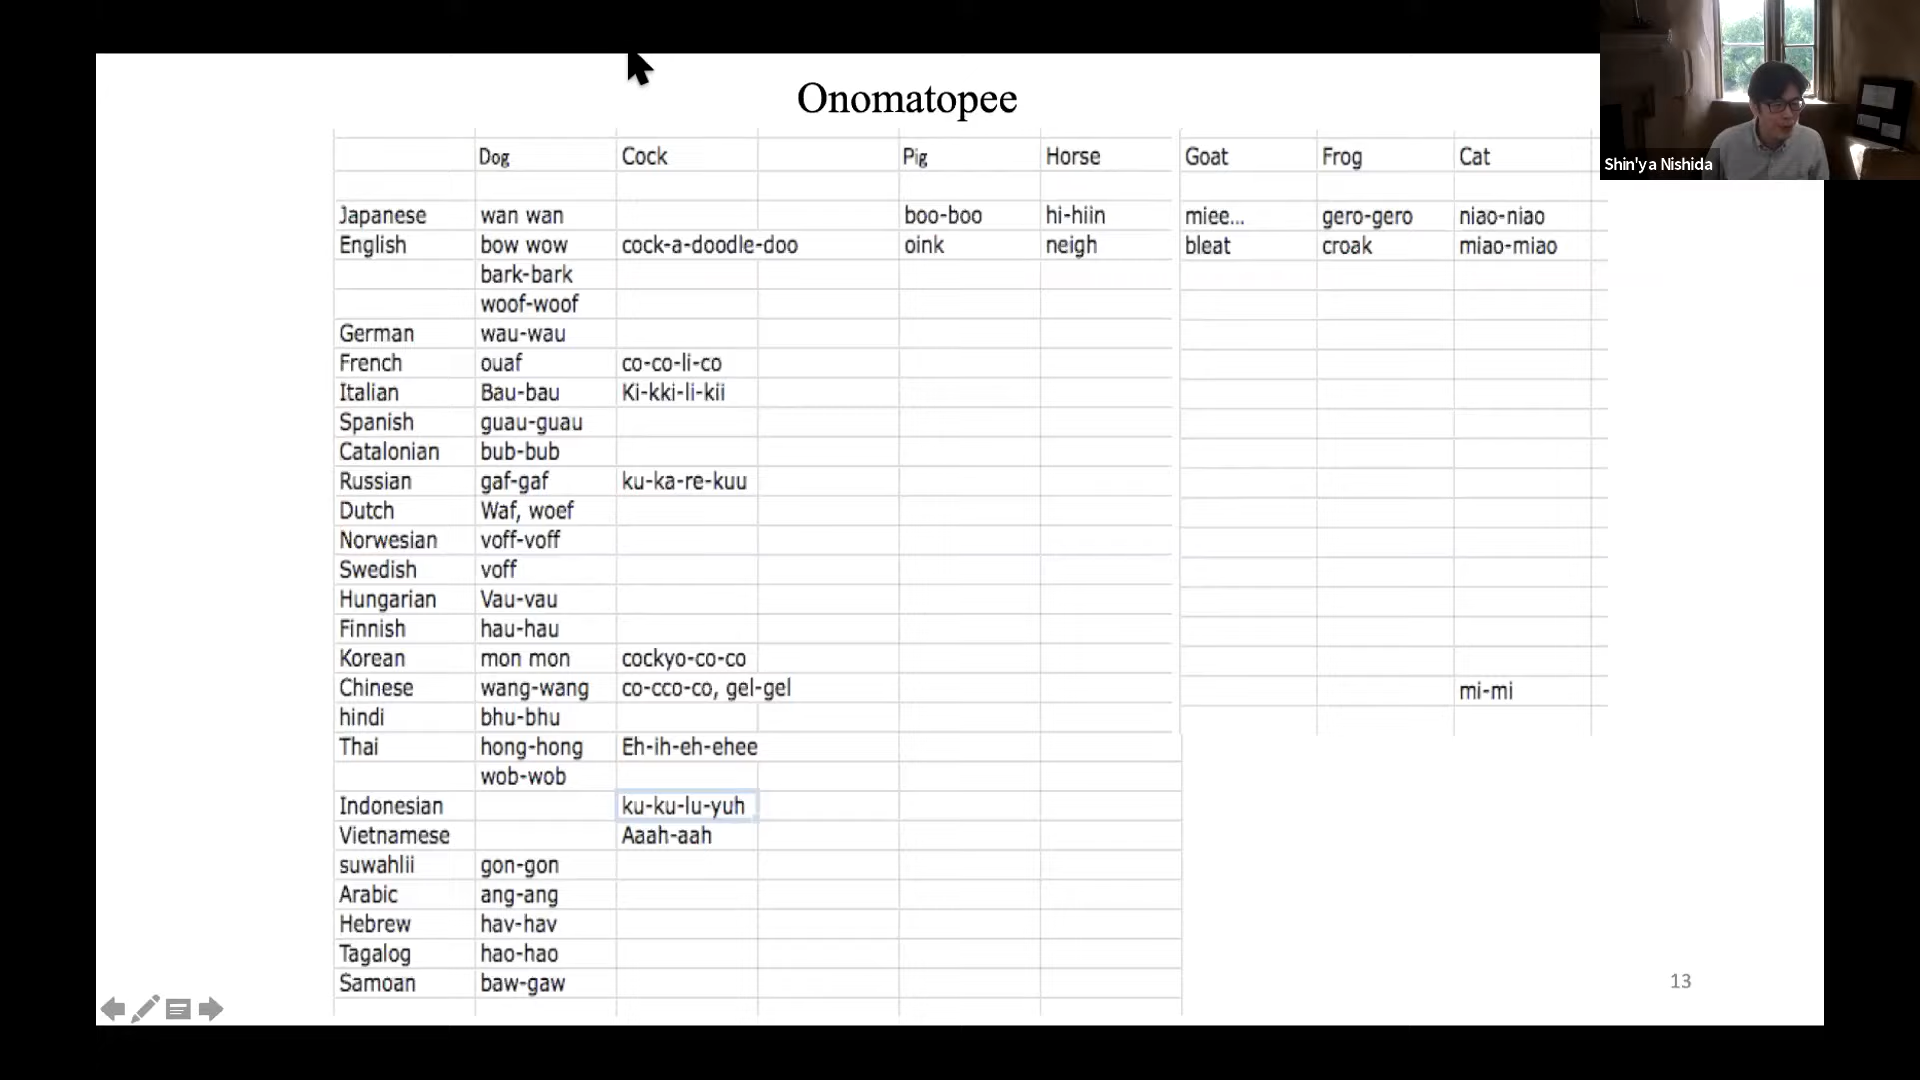 Onomatopee
Shin'ya Nishida
Dog Cock Pig Horse Goat Frog Cat
Japanese wan wan boo-boo hi-hiin miee... gero-gero niao-niao
English bow wow cock-a-doodle-doo oink neigh bleat croak miao-miao
bark-bark
woof-woof
German wau-wau
French ouaf co-co-li-co
Italian Bau-bau Ki-kki-li-kii
Spanish guau-guau
Catalonian bub-bub
Russian gaf-gaf ku-ka-re-kuu
Dutch Waf, woef
Norwesian voff-voff
Swedish voff
Hungarian Vau-vau
Finnish hau-hau
Korean mon mon cockyo-co-co
Chinese wang-wang co-cco-co, gel-gel mi-mi
hindi bhu-bhu
Thai hong-hong Eh-ih-eh-ehee
wob-wob
Indonesian ku-ku-lu-yuh
Vietnamese Aaah-aah
suwahlii gon-gon
Arabic ang-ang
Hebrew hav-hav
Tagalog hao-hao
Samoan baw-gaw
13